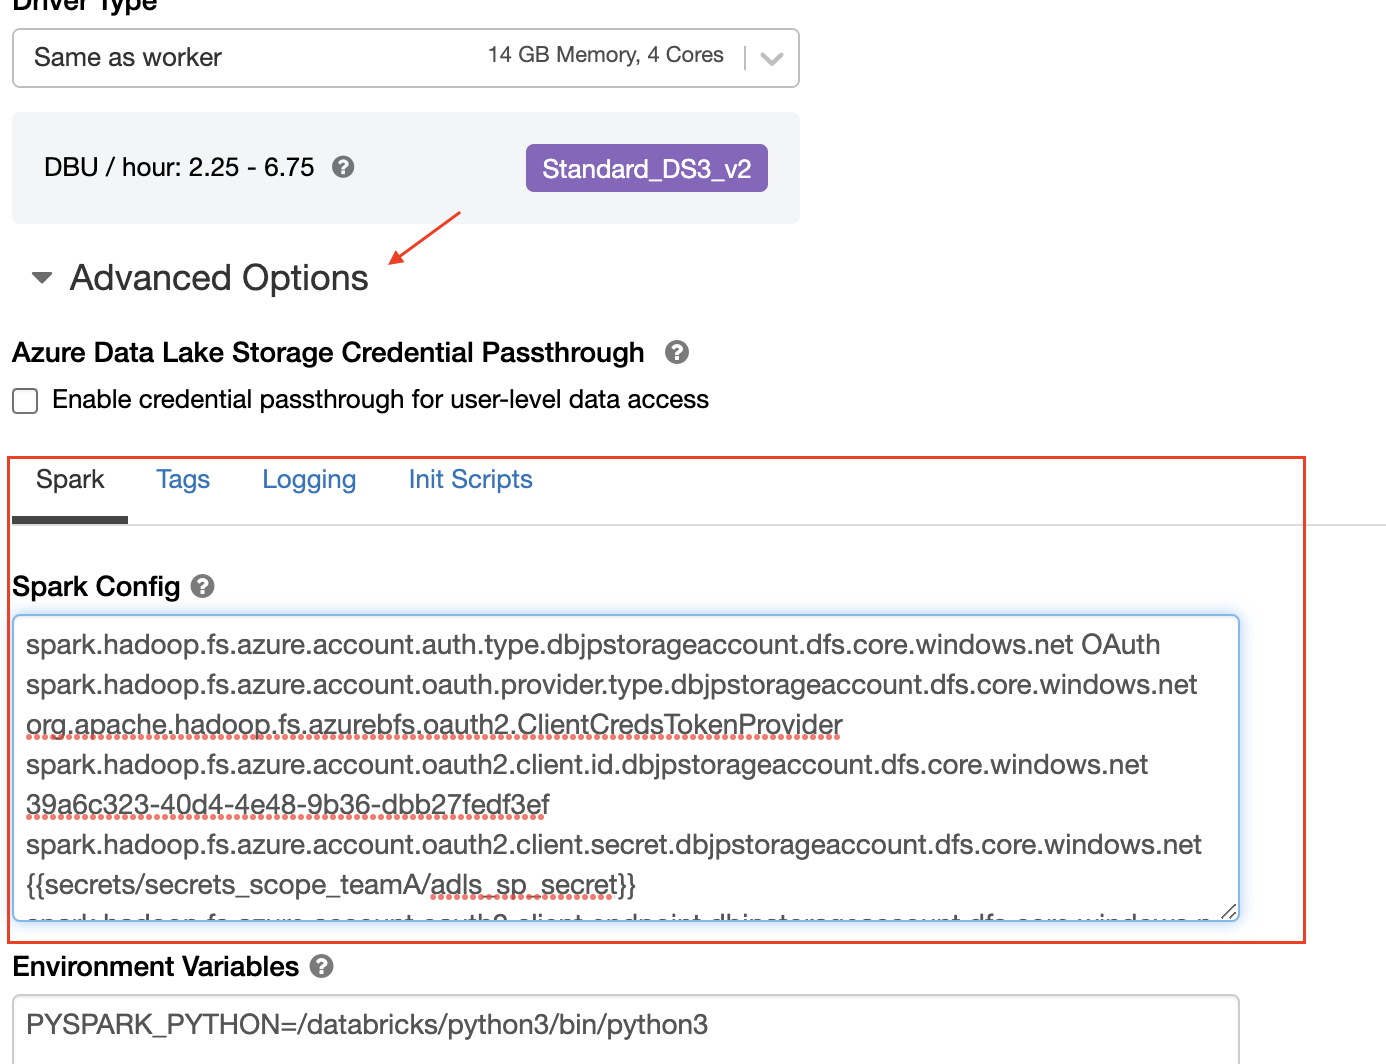 Driver Type
Same as worker 14 GB Memory, 4 Cores
DBU / hour: 2.25 - 6.75 Standard_DS3_v2
Advanced Options
Azure Data Lake Storage Credential Passthrough
Enable credential passthrough for user-level data access
Spark Tags Logging Init Scripts
Spark Config
spark.hadoop.fs.azure.account.auth.type.dbjpstorageaccount.dfs.core.windows.net OAuth
spark.hadoop.fs.azure.account.oauth.provider.type.dbjpstorageaccount.dfs.core.windows.net
org.apache.hadoop.fs.azurebfs.oauth2.ClientCredsTokenProvider
spark.hadoop.fs.azure.account.oauth2.client.id.dbjpstorageaccount.dfs.core.windows.net
39a6c323-40d4-4e48-9b36-dbb27fedf3ef
spark.hadoop.fs.azure.account.oauth2.client.secret.dbjpstorageaccount.dfs.core.windows.net
{{secrets/secrets_scope_teamA/adls_sp_secret}}
Environment Variables
PYSPARK_PYTHON=/databricks/python3/bin/python3